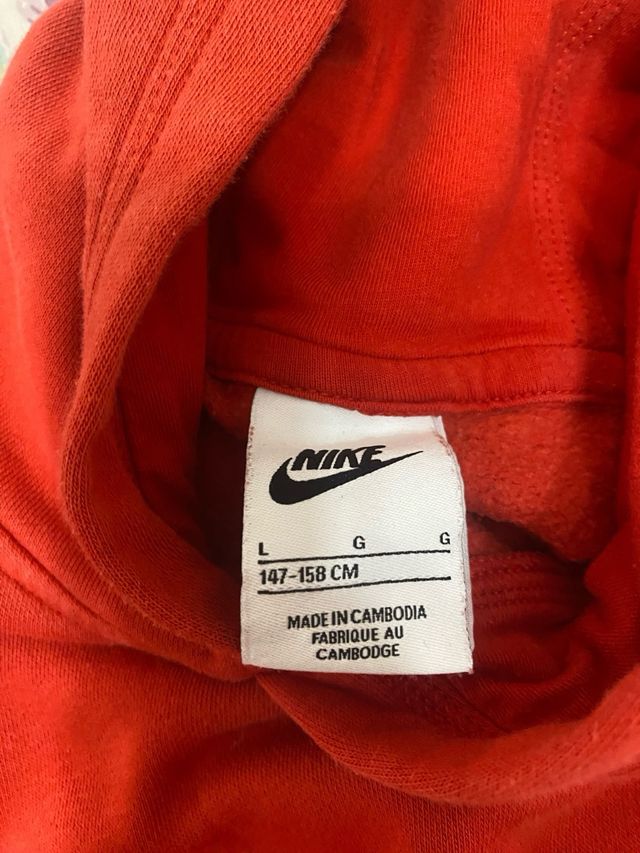 NIKE
L G G
147-158 CM
MADE IN CAMBODIA
FABRIQUE AU
CAMBODGE